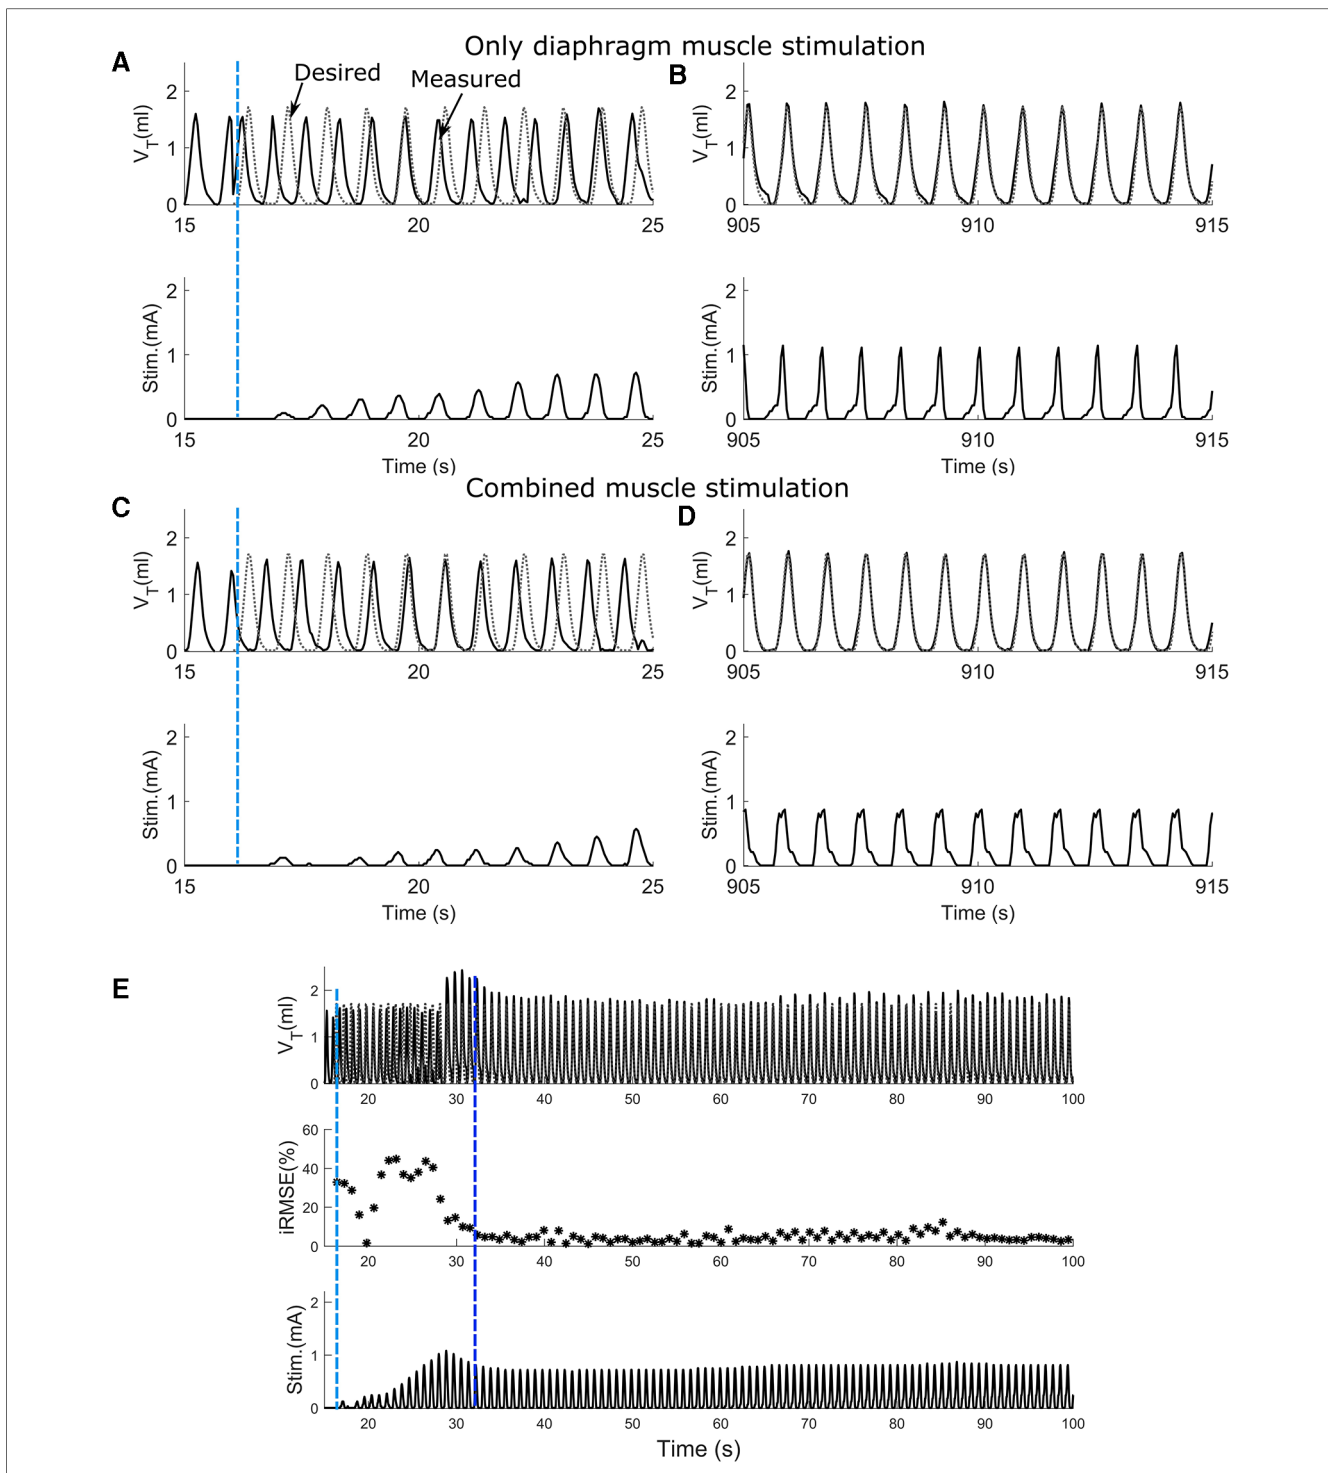 Only diaphragm muscle stimulation
A
Desired
Measured
B
V_T(ml)
2
1
0
15
20
25
V_T(ml)
2
1
0
905
910
915
Stim.(mA)
2
1
0
15
20
25
Time (s)
Stim.(mA)
2
1
0
905
910
915
Time (s)
Combined muscle stimulation
C
D
V_T(ml)
2
1
0
15
20
25
V_T(ml)
2
1
0
905
910
915
Stim.(mA)
2
1
0
15
20
25
Time (s)
Stim.(mA)
2
1
0
905
910
915
Time (s)
E
V_T(ml)
2
1
0
20 30 40 50 60 70 80 90 100
iRMSE(%)
60
40
20
0
20 30 40 50 60 70 80 90 100
Stim.(mA)
2
1
0
20 30 40 50 60 70 80 90 100
Time (s)